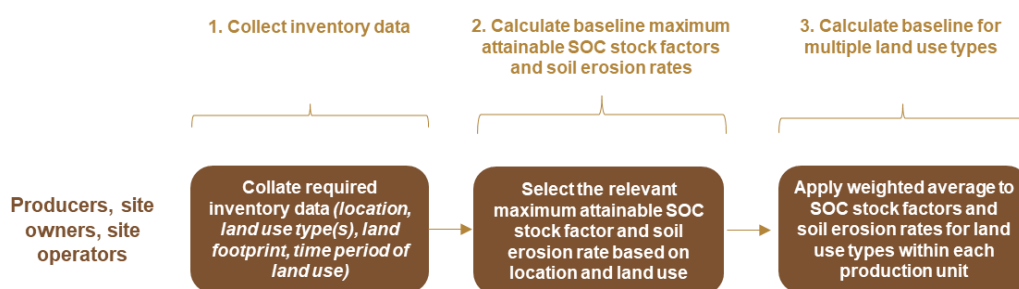 1. Collect inventory data
2. Calculate baseline maximum
attainable SOC stock factors
and soil erosion rates
3. Calculate baseline for
multiple land use types
Producers, site
owners, site
operators
Collate required
inventory data (location,
land use type(s), land
footprint, time period of
land use)
Select the relevant
maximum attainable SOC
stock factor and soil
erosion rate based on
location and land use
Apply weighted average to
SOC stock factors and
soil erosion rates for land
use types within each
production unit